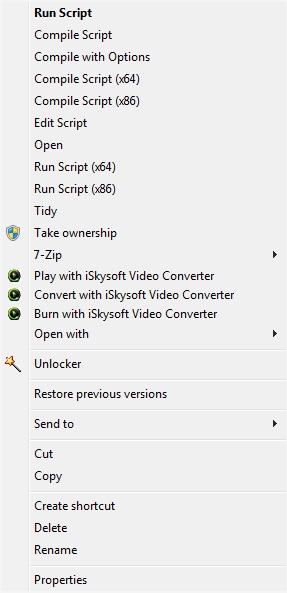 Run Script
Compile Script
Compile with Options
Compile Script (x64)
Compile Script (x86)
Edit Script
Open
Run Script (x64)
Run Script (x86)
Tidy
Take ownership
7-Zip
Play with iSkysoft Video Converter
Convert with iSkysoft Video Converter
Burn with iSkysoft Video Converter
Open with
Unlocker
Restore previous versions
Send to
Cut
Copy
Create shortcut
Delete
Rename
Properties